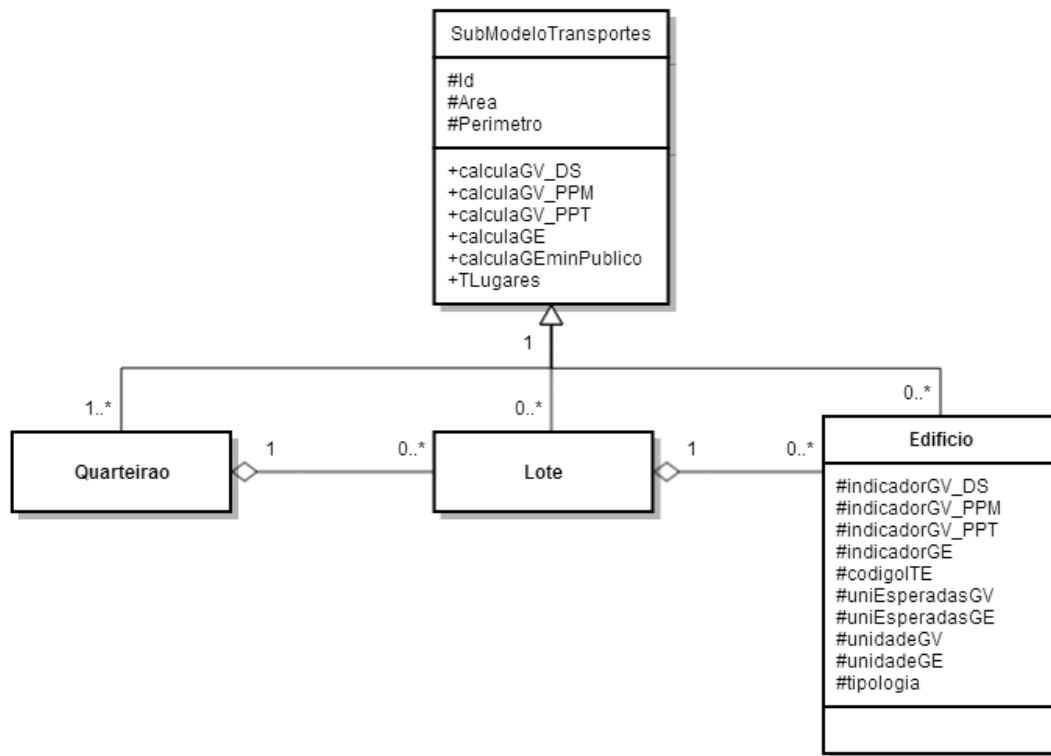 SubModeloTransportes
#Id
#Area
#Perimetro
+calculaGV_DS
+calculaGV_PPM
+calculaGV_PPT
+calculaGE
+calculaGEminPublico
+TLugares
1
1..*
0..*
0..*
Quarteirao
1
0..*
Lote
1
0..*
Edificio
#indicadorGV_DS
#indicadorGV_PPM
#indicadorGV_PPT
#indicadorGE
#codigoITE
#uniEsperadasGV
#uniEsperadasGE
#unidadeGV
#unidadeGE
#tipologia